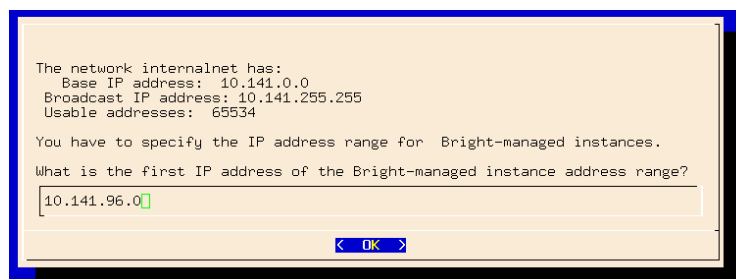 The network internalnet has:
Base IP address: 10.141.0.0
Broadcast IP address: 10.141.255.255
Usable addresses: 65534
You have to specify the IP address range for Bright-managed instances.
What is the first IP address of the Bright-managed instance address range?
10.141.96.0
< OK >